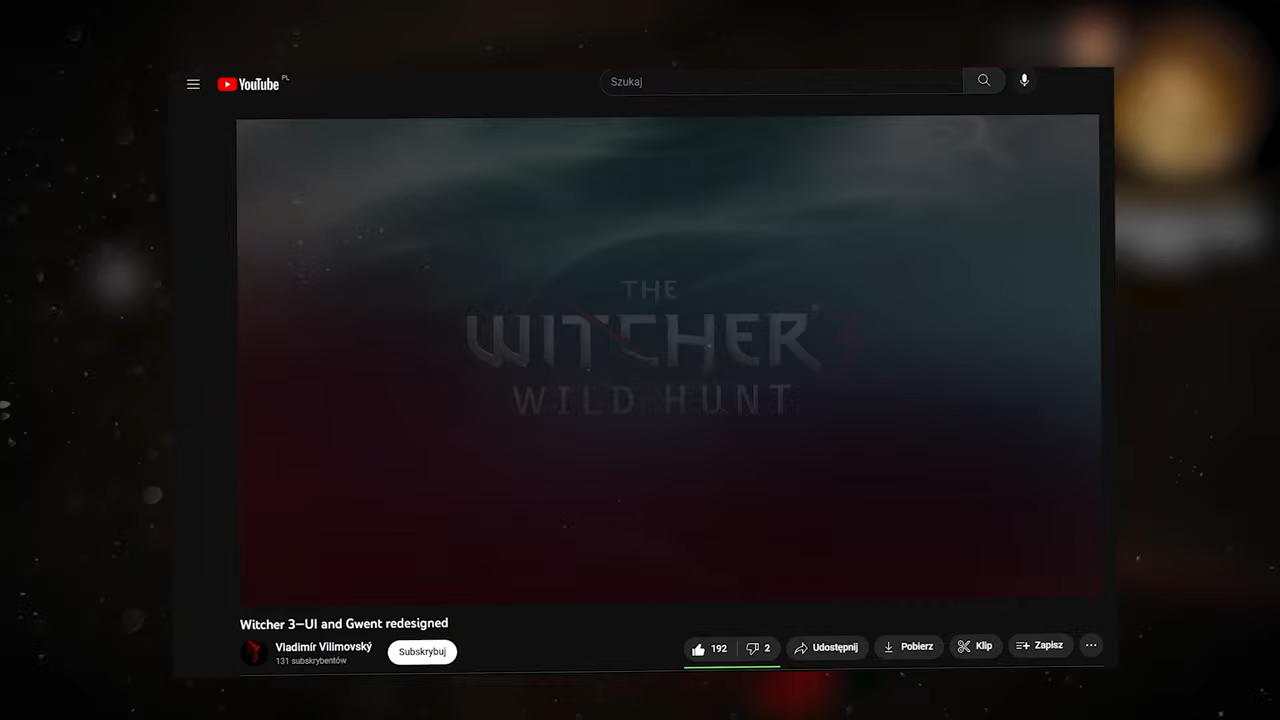 YouTube PL
Szukaj
THE
WITCHER
WILD HUNT
Witcher 3–UI and Gwent redesigned
Vladimír Vilimovský
131 subskrybentów
Subskrybuj
192
2
Udostępnij
Pobierz
Klip
Zapisz